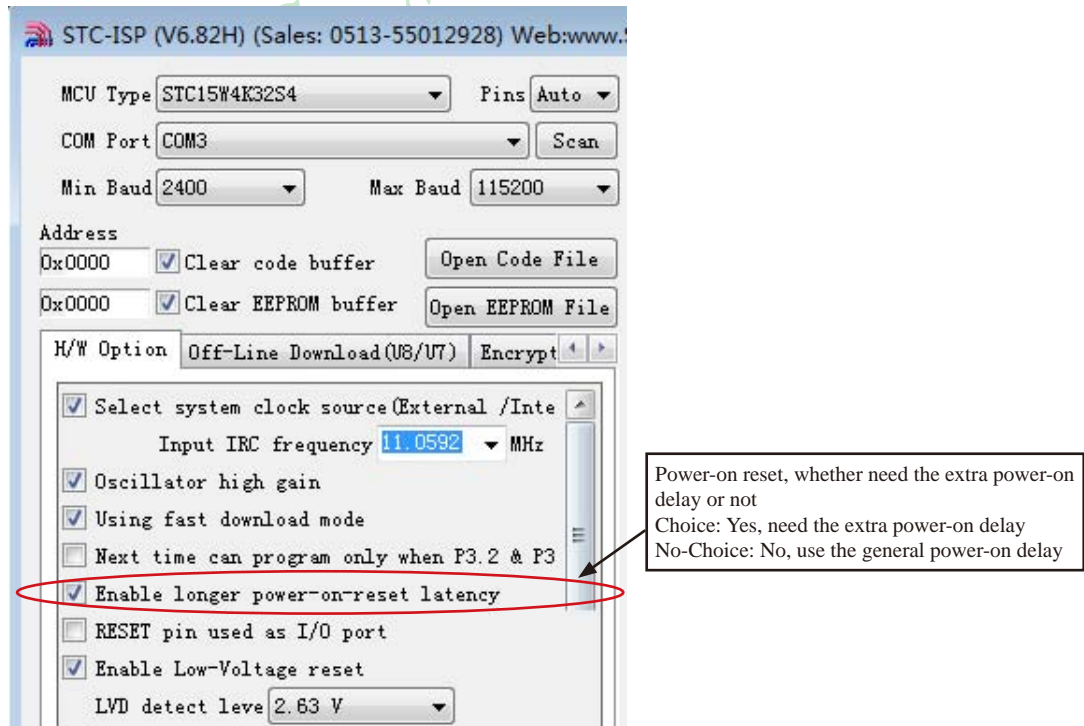 STC-ISP (V6.82H) (Sales: 0513-55012928) Web:www.
MCU Type STC15W4K32S4 Pins Auto
COM Port COM3 Scan
Min Baud 2400 Max Baud 115200
Address
0x0000 Clear code buffer Open Code File
0x0000 Clear EEPROM buffer Open EEPROM File
H/W Option Off-Line Download(U8/U7) Encrypt
Select system clock source(External /Inte
Input IRC frequency 11.0592 MHz
Oscillator high gain
Using fast download mode
Next time can program only when P3.2 & P3
Enable longer power-on-reset latency
RESET pin used as I/O port
Enable Low-Voltage reset
LVD detect leve 2.63 V
Power-on reset, whether need the extra power-on
delay or not
Choice: Yes, need the extra power-on delay
No-Choice: No, use the general power-on delay